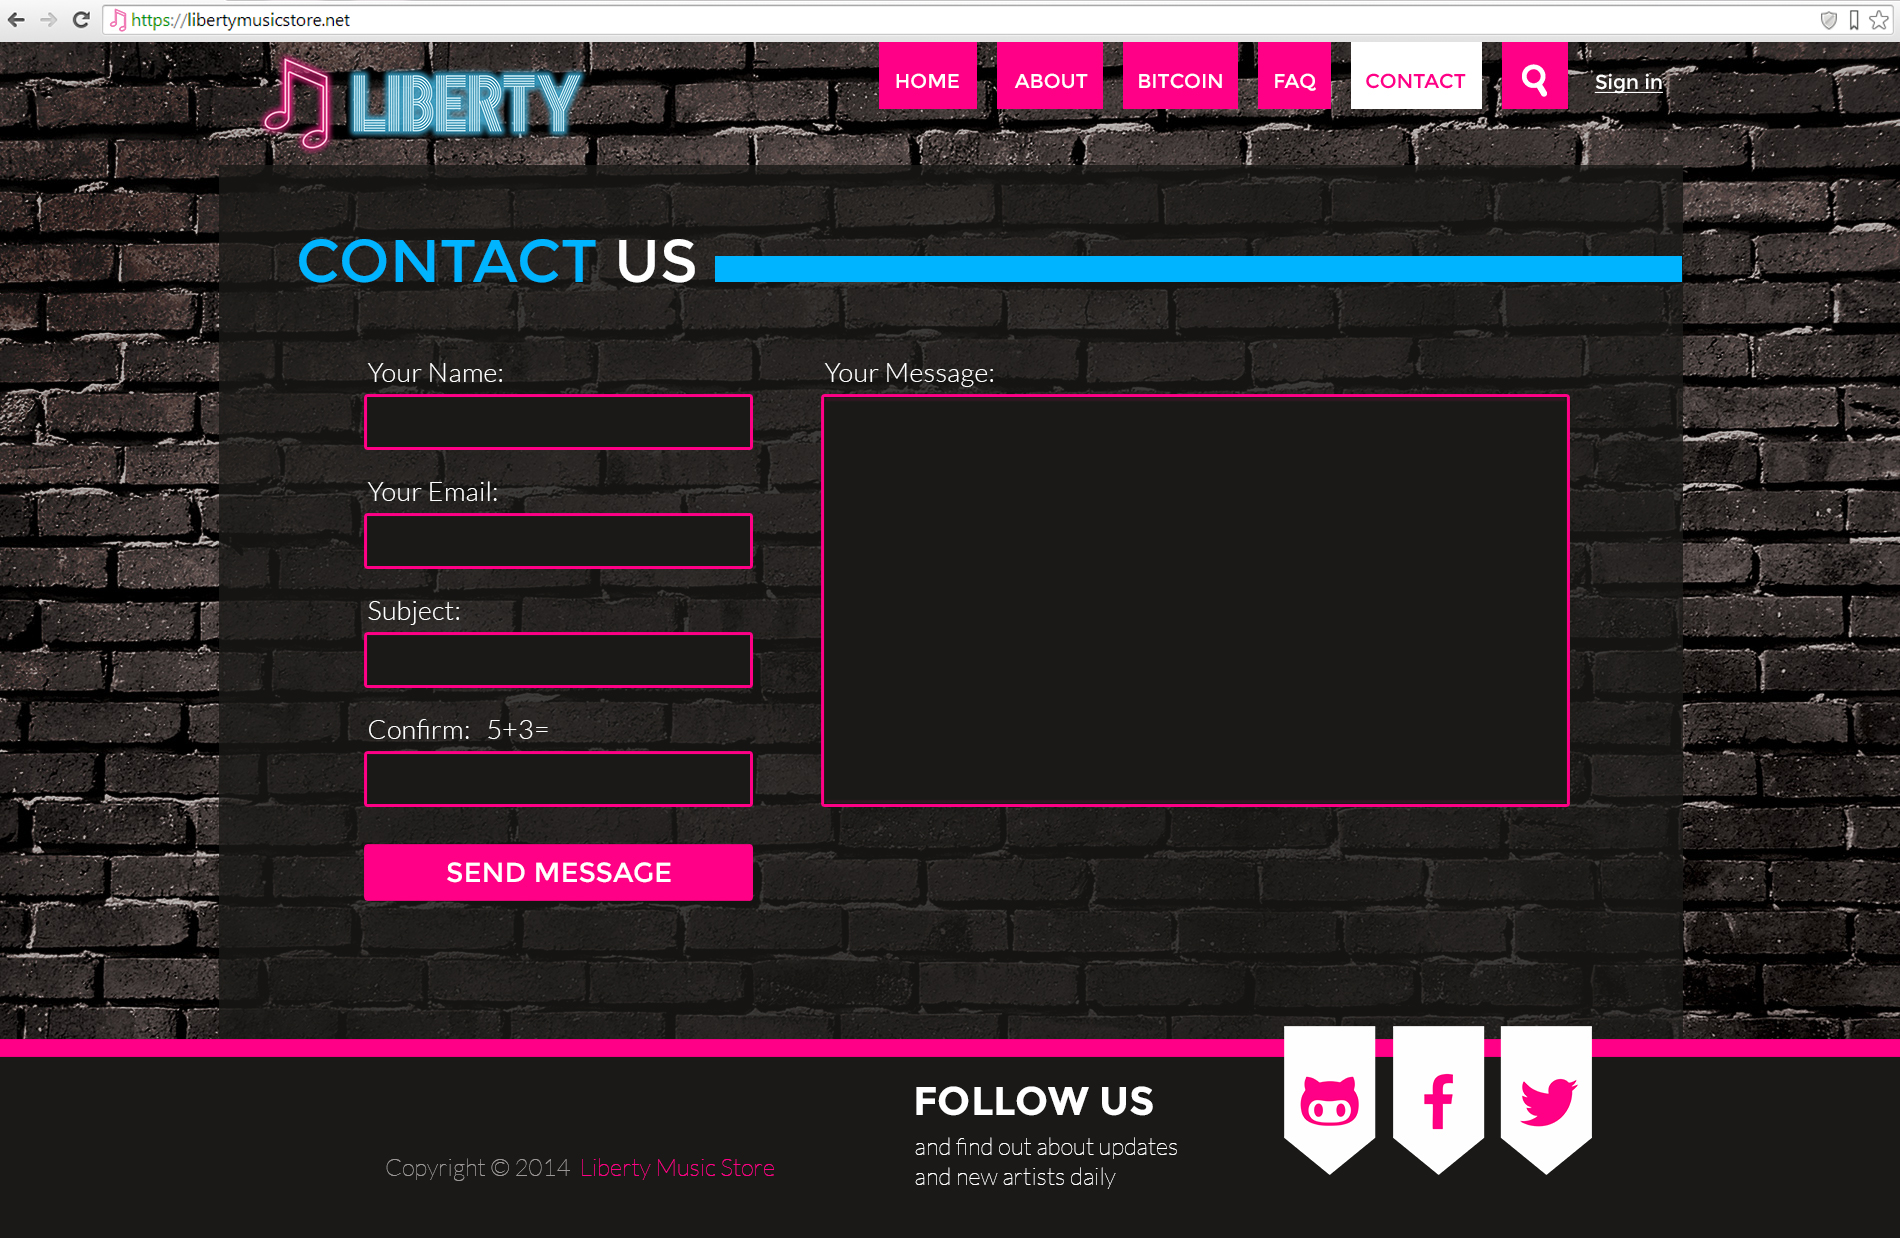 https://libertymusicstore.net
LIBERTY
HOME ABOUT BITCOIN FAQ CONTACT Sign in
CONTACT US
Your Name:
Your Message:
Your Email:
Subject:
Confirm: 5+3=
SEND MESSAGE
FOLLOW US
and find out about updates
and new artists daily
Copyright © 2014 Liberty Music Store